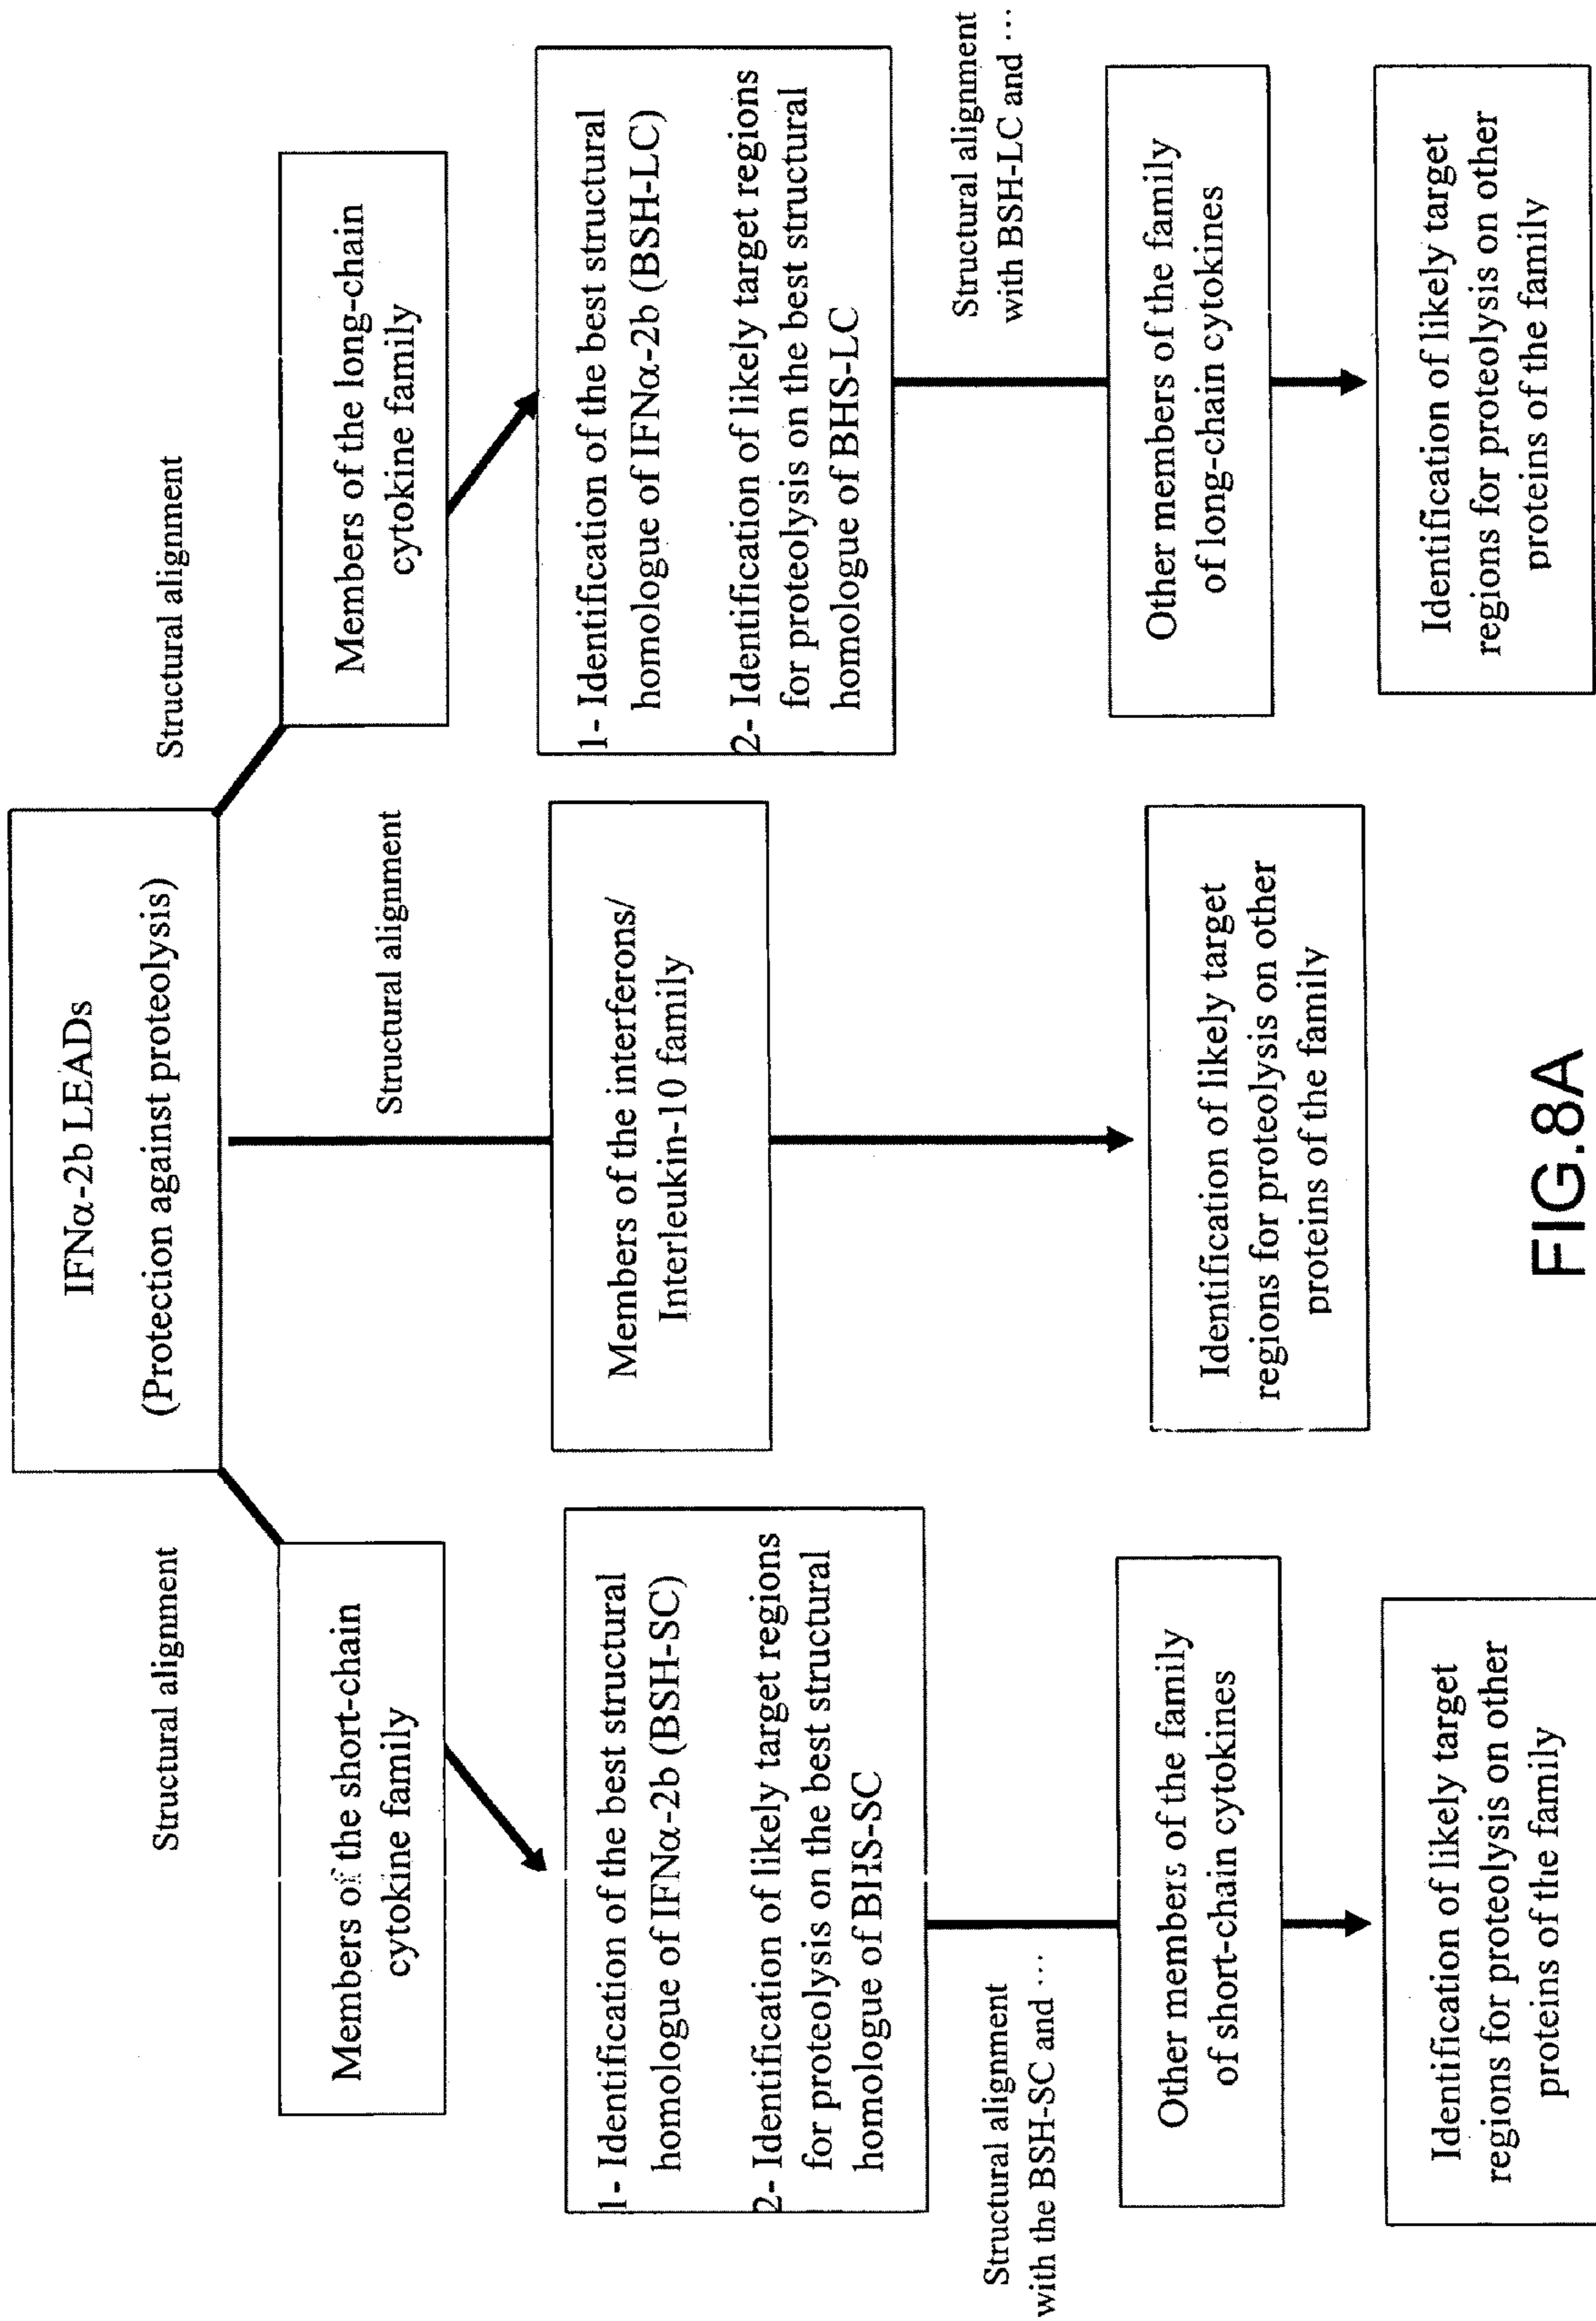 IFNα-2b LEADs
(Protection against proteolysis)
Structural alignment
Members of the short-chain
cytokine family
1- Identification of the best structural
homologue of IFNα-2b (BSH-SC)
2- Identification of likely target regions
for proteolysis on the best structural
homologue of BHS-SC
Structural alignment
with the BSH-SC and ...
Other members of the family
of short-chain cytokines
Identification of likely target
regions for proteolysis on other
proteins of the family
Structural alignment
Members of the interferons/
Interleukin-10 family
Identification of likely target
regions for proteolysis on other
proteins of the family
Structural alignment
Members of the long-chain
cytokine family
1- Identification of the best structural
homologue of IFNα-2b (BSH-LC)
2- Identification of likely target regions
for proteolysis on the best structural
homologue of BHS-LC
Structural alignment
with BSH-LC and ...
Other members of the family
of long-chain cytokines
Identification of likely target
regions for proteolysis on other
proteins of the family
FIG.8A